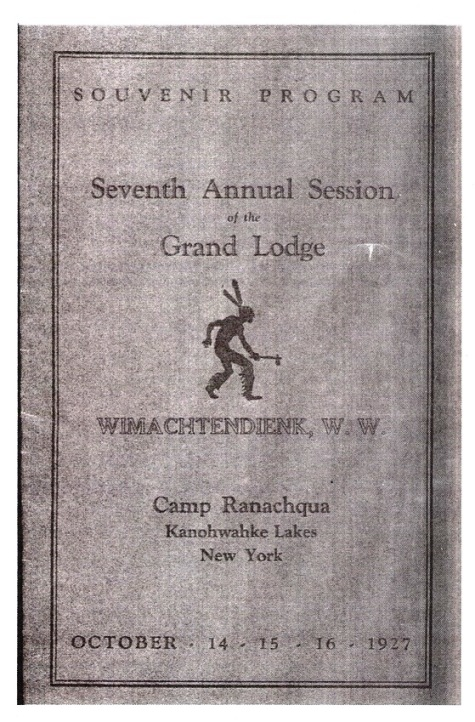 SOUVENIR PROGRAM
Seventh Annual Session
of the
Grand Lodge
WIMACHTENDIENK, W. W.
Camp Ranachqua
Kanohwahke Lakes
New York
OCTOBER - 14 - 15 - 16 - 1927